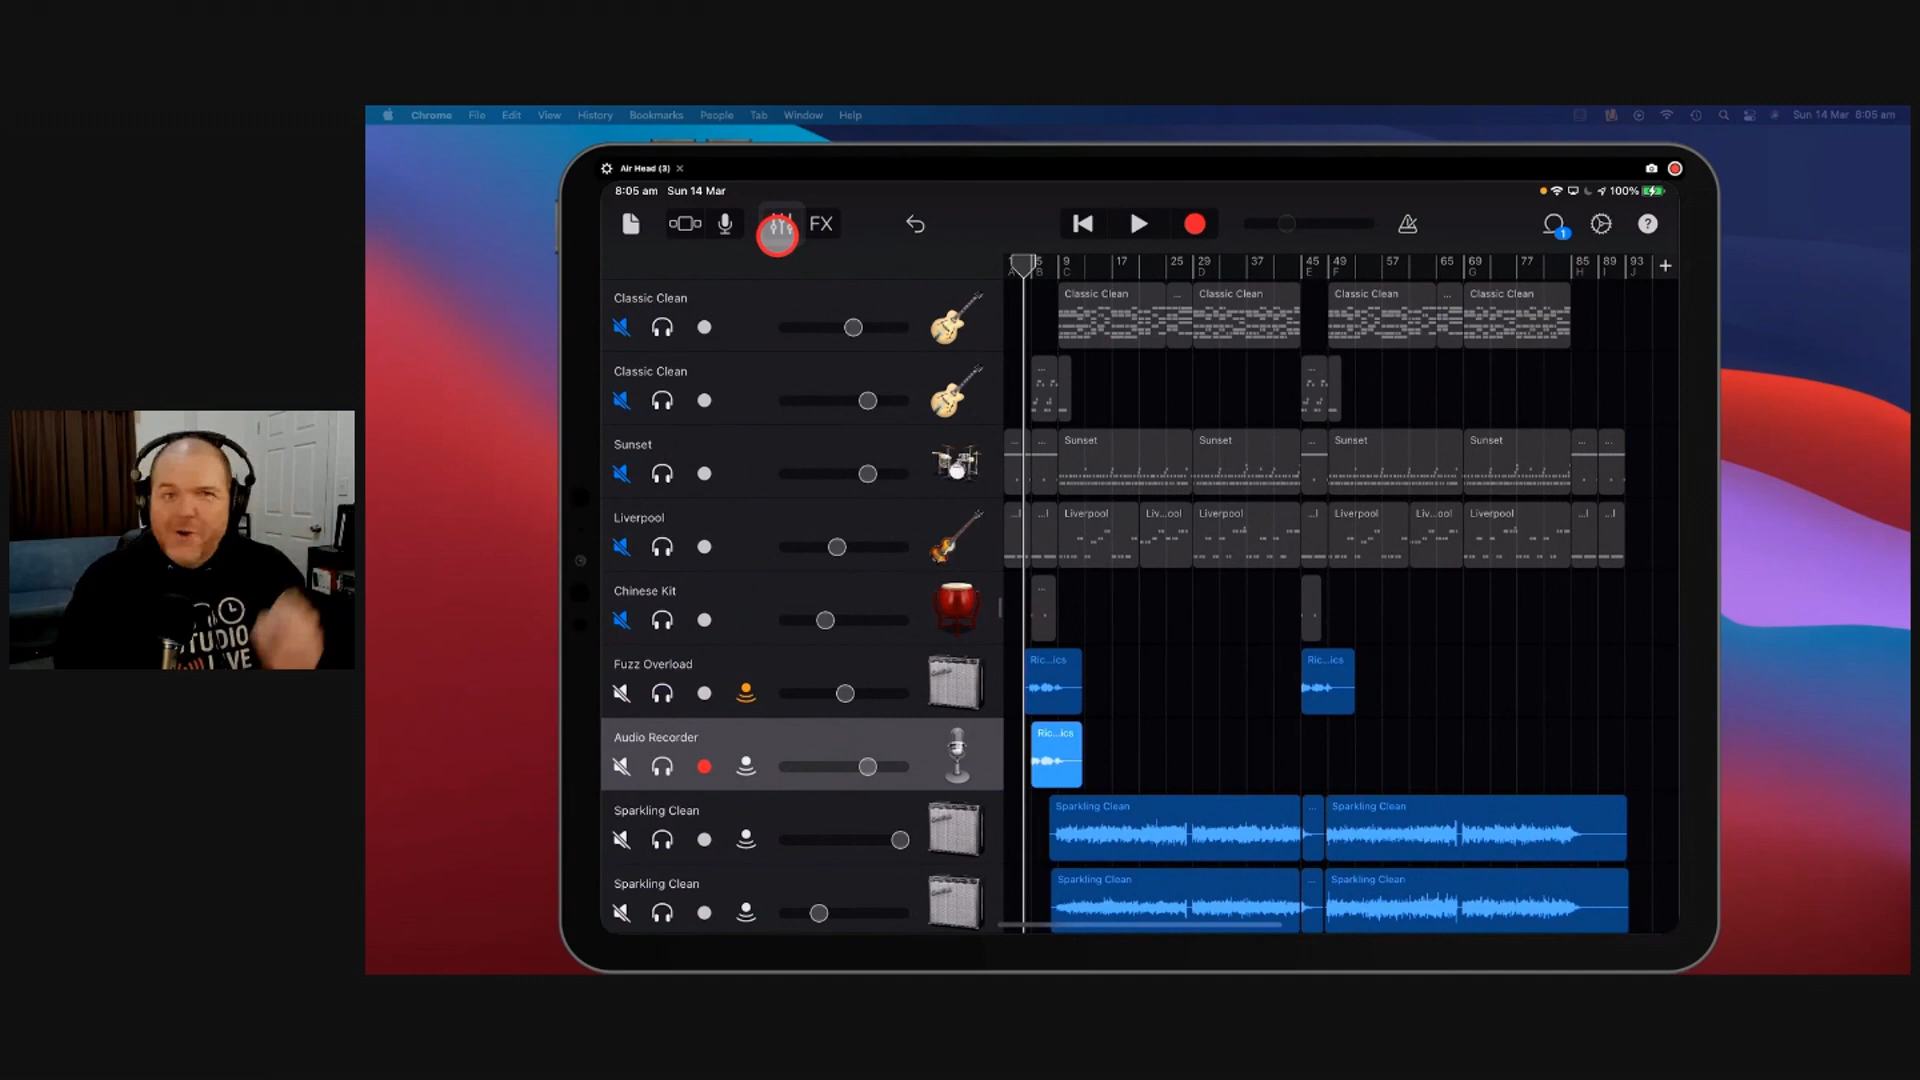 Chrome File Edit View History Bookmarks People Tab Window Help Sun 14 Mar 8:05 am
Air Head (3)
8:05 am Sun 14 Mar 100%
FX 1 ?
5 9 17 25 29 37 45 49 57 65 69 77 85 89 93
A B C D E F G H I J
Classic Clean
Classic Clean ... Classic Clean Classic Clean ... Classic Clean
Classic Clean
... ...
Sunset
... ... Sunset Sunset ... Sunset Sunset ... ...
Liverpool
...l ...l Liverpool Liv...ool Liverpool ...l Liverpool Liv...ool Liverpool ...l ...l
Chinese Kit
...
Fuzz Overload
Ric...ics Ric...ics
Audio Recorder
Ric...ics
Sparkling Clean
Sparkling Clean ... Sparkling Clean
Sparkling Clean
Sparkling Clean ... Sparkling Clean
STUDIO
LIVE